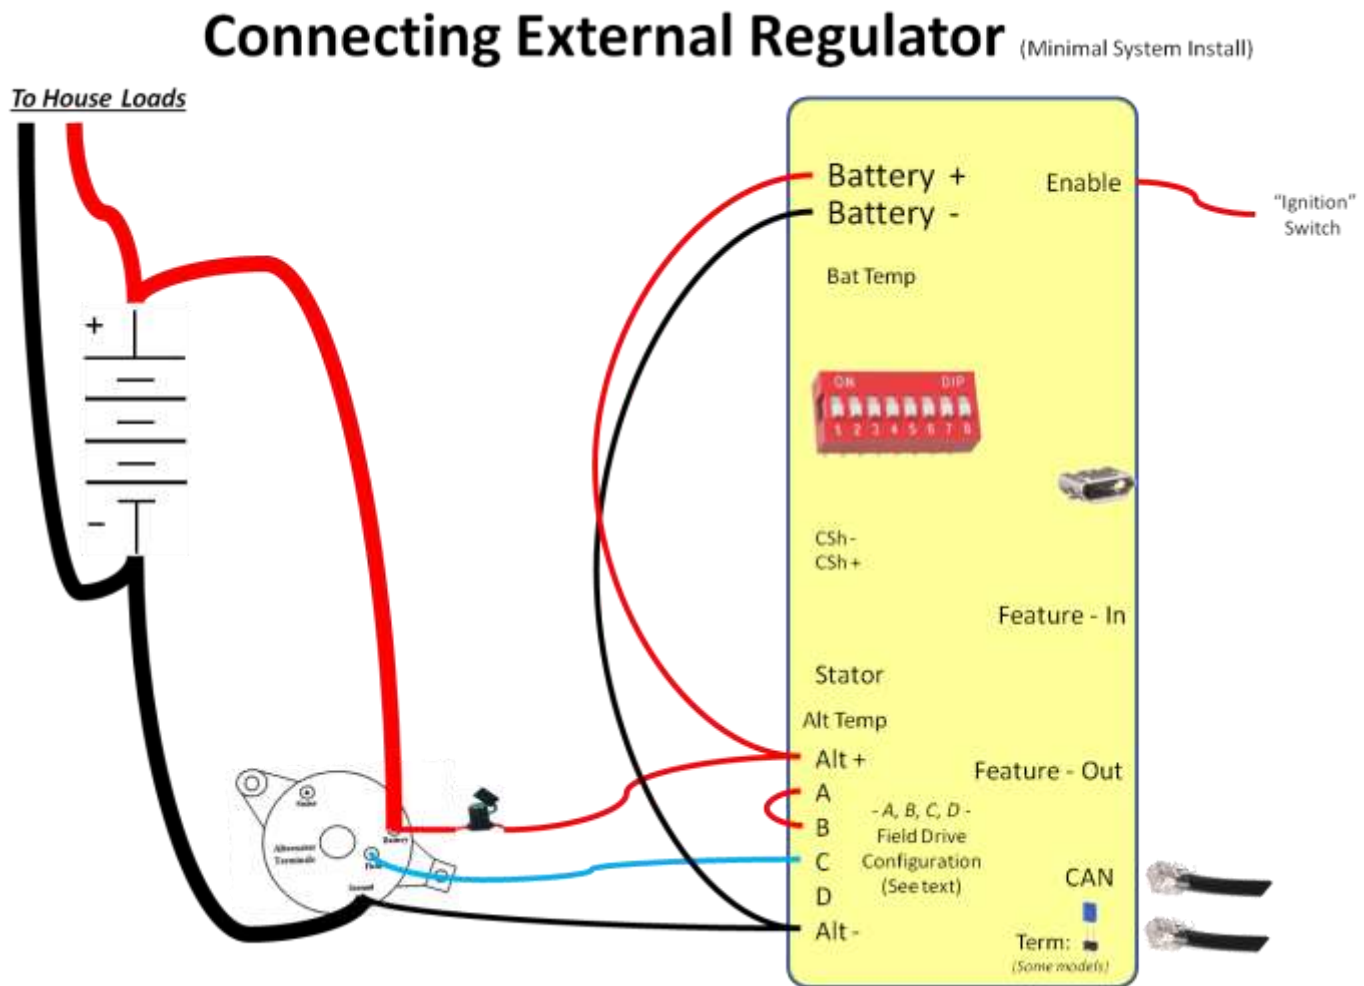 Connecting External Regulator (Minimal System Install)
To House Loads
+
–
Battery +
Battery -
Enable
"Ignition"
Switch
Bat Temp
ON DIP
1 2 3 4 5 6 7 8
CSh -
CSh +
Feature - In
Stator
Alt Temp
Alt +
Feature - Out
A
B
C
D
Alt -
- A, B, C, D -
Field Drive
Configuration
(See text)
CAN
Term:
(Some models)
Alternator
Terminals
Battery
Field
Ground